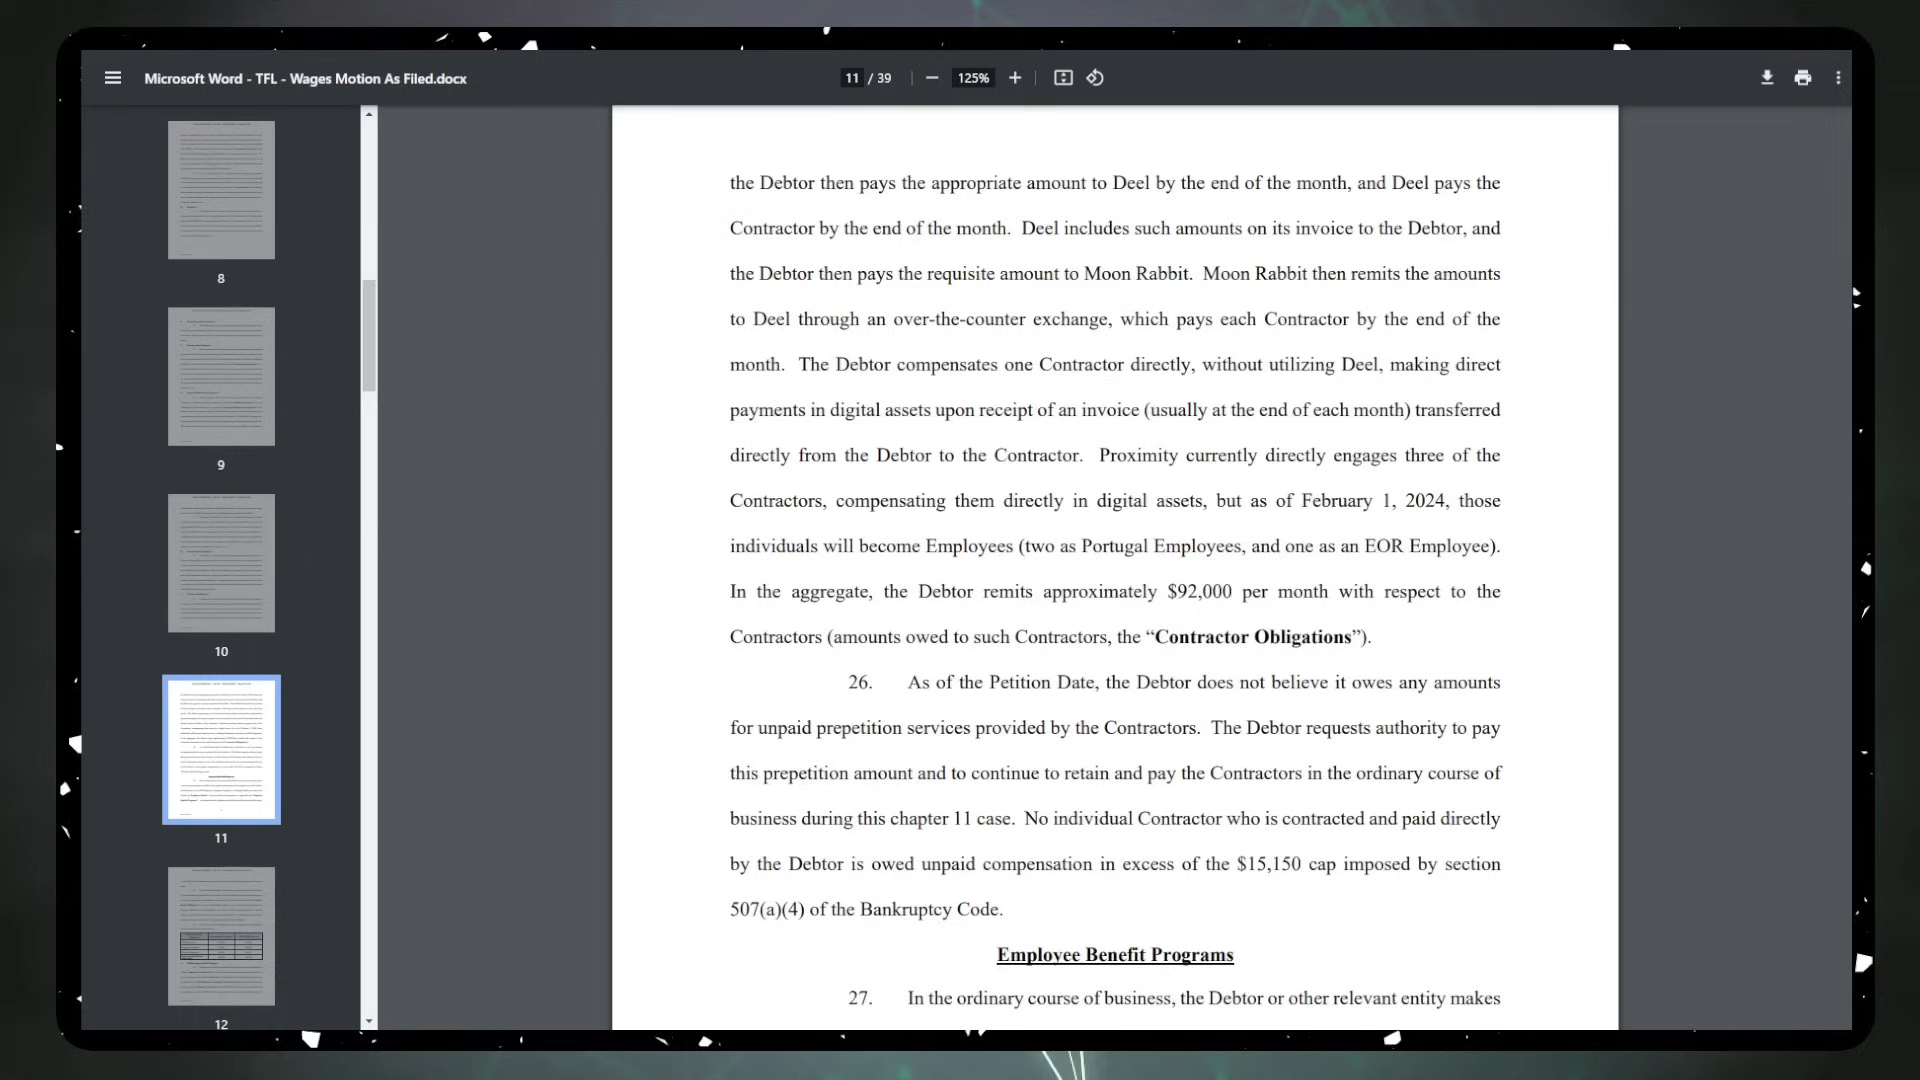 Microsoft Word - TFL - Wages Motion As Filed.docx
11 / 39
125%
8
9
10
11
12
the Debtor then pays the appropriate amount to Deel by the end of the month, and Deel pays the
Contractor by the end of the month. Deel includes such amounts on its invoice to the Debtor, and
the Debtor then pays the requisite amount to Moon Rabbit. Moon Rabbit then remits the amounts
to Deel through an over-the-counter exchange, which pays each Contractor by the end of the
month. The Debtor compensates one Contractor directly, without utilizing Deel, making direct
payments in digital assets upon receipt of an invoice (usually at the end of each month) transferred
directly from the Debtor to the Contractor. Proximity currently directly engages three of the
Contractors, compensating them directly in digital assets, but as of February 1, 2024, those
individuals will become Employees (two as Portugal Employees, and one as an EOR Employee).
In the aggregate, the Debtor remits approximately $92,000 per month with respect to the
Contractors (amounts owed to such Contractors, the “Contractor Obligations”).
26. As of the Petition Date, the Debtor does not believe it owes any amounts
for unpaid prepetition services provided by the Contractors. The Debtor requests authority to pay
this prepetition amount and to continue to retain and pay the Contractors in the ordinary course of
business during this chapter 11 case. No individual Contractor who is contracted and paid directly
by the Debtor is owed unpaid compensation in excess of the $15,150 cap imposed by section
507(a)(4) of the Bankruptcy Code.
Employee Benefit Programs
27. In the ordinary course of business, the Debtor or other relevant entity makes